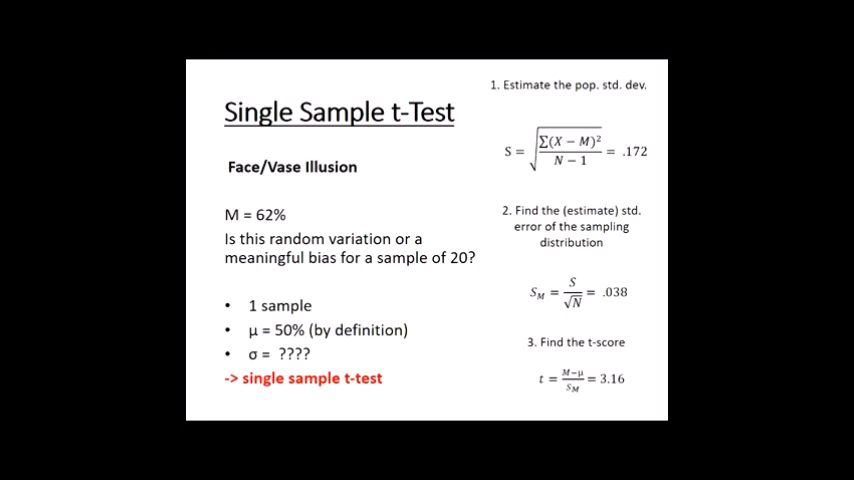 Single Sample t-Test
Face/Vase Illusion
M = 62%
Is this random variation or a
meaningful bias for a sample of 20?
• 1 sample
• μ = 50% (by definition)
• σ = ????
-> single sample t-test
1. Estimate the pop. std. dev.
S = √(Σ(X − M)² / (N − 1)) = .172
2. Find the (estimate) std.
error of the sampling
distribution
S_M = S / √N = .038
3. Find the t-score
t = (M−μ) / S_M = 3.16